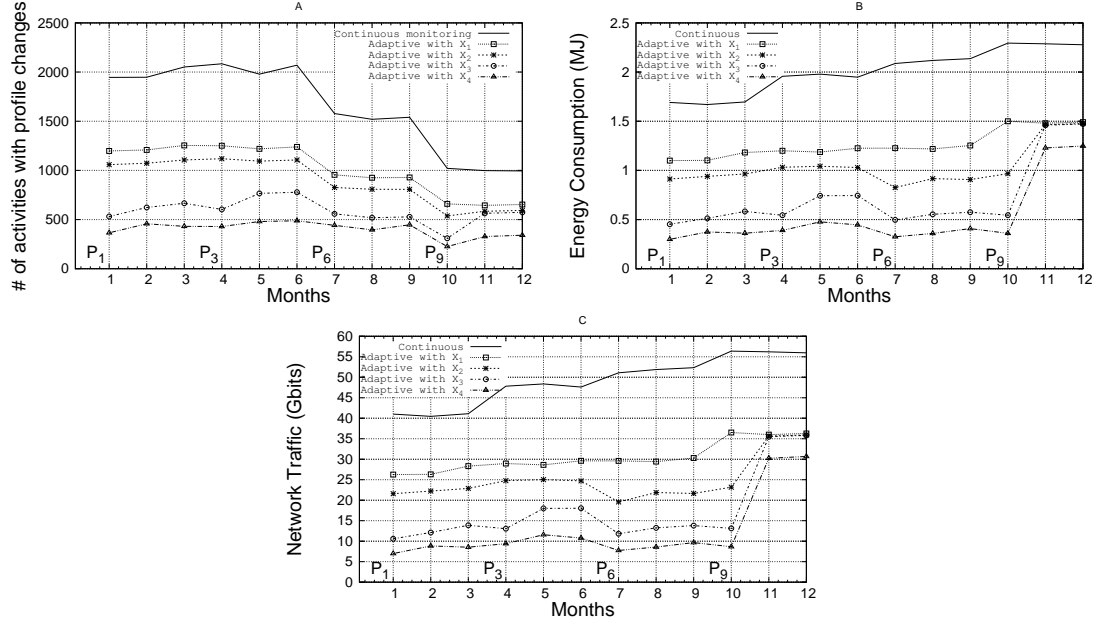 A
# of activities with profile changes
2500
2000
1500
1000
500
0
Continuous monitoring
Adaptive with X1
Adaptive with X2
Adaptive with X3
Adaptive with X4
P1
P3
P6
P9
1 2 3 4 5 6 7 8 9 10 11 12
Months
B
Energy Consumption (MJ)
2.5
2
1.5
1
0.5
0
Continuous
Adaptive with X1
Adaptive with X2
Adaptive with X3
Adaptive with X4
P1
P3
P6
P9
1 2 3 4 5 6 7 8 9 10 11 12
Months
C
Network Traffic (Gbits)
60
55
50
45
40
35
30
25
20
15
10
5
0
Continuous
Adaptive with X1
Adaptive with X2
Adaptive with X3
Adaptive with X4
P1
P3
P6
P9
1 2 3 4 5 6 7 8 9 10 11 12
Months